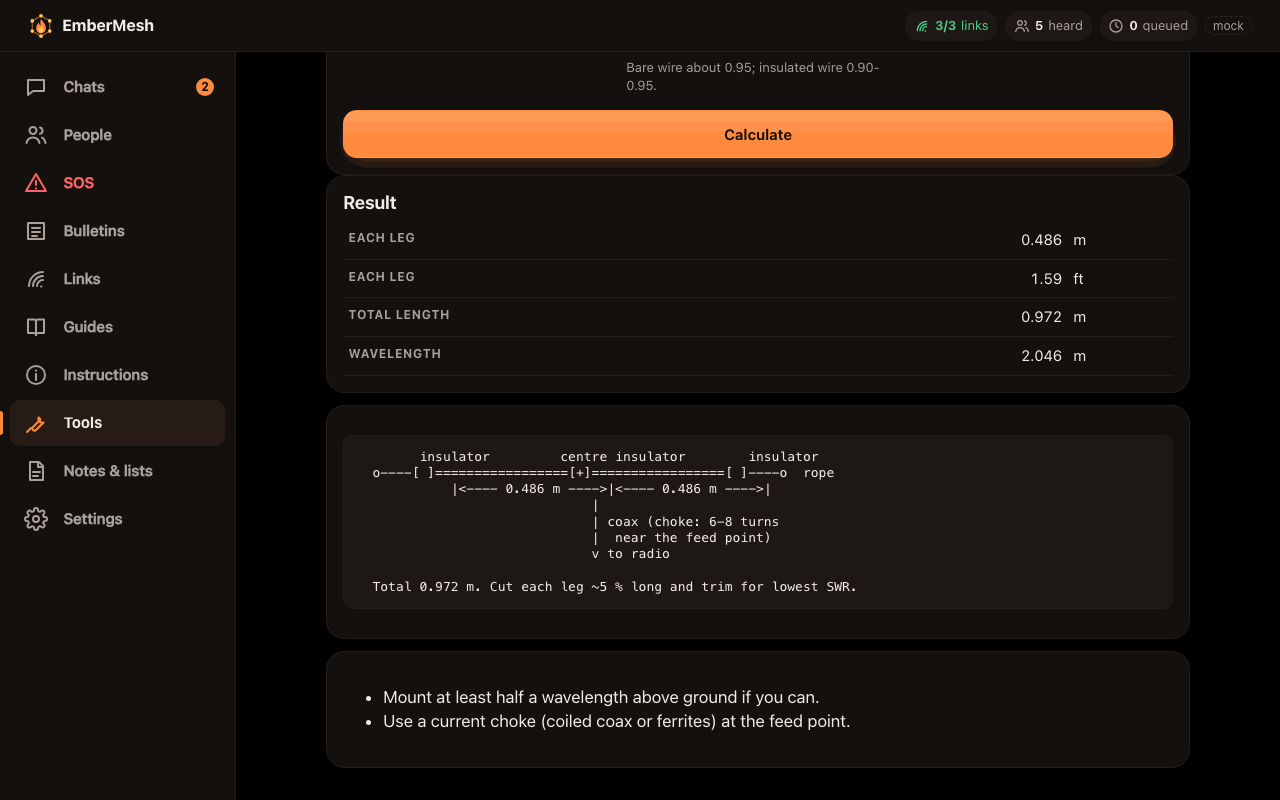 EmberMesh
3/3 links
5 heard
0 queued
mock
Chats
2
People
SOS
Bulletins
Links
Guides
Instructions
Tools
Notes & lists
Settings
Bare wire about 0.95; insulated wire 0.90-
0.95.
Calculate
Result
EACH LEG 0.486 m
EACH LEG 1.59 ft
TOTAL LENGTH 0.972 m
WAVELENGTH 2.046 m
      insulator         centre insulator        insulator
o----[ ]=================[+]=================[ ]----o  rope
          |<---- 0.486 m ---->|<---- 0.486 m ---->|
                            |
                            | coax (choke: 6-8 turns
                            |  near the feed point)
                            v to radio
Total 0.972 m. Cut each leg ~5 % long and trim for lowest SWR.
• Mount at least half a wavelength above ground if you can.
• Use a current choke (coiled coax or ferrites) at the feed point.